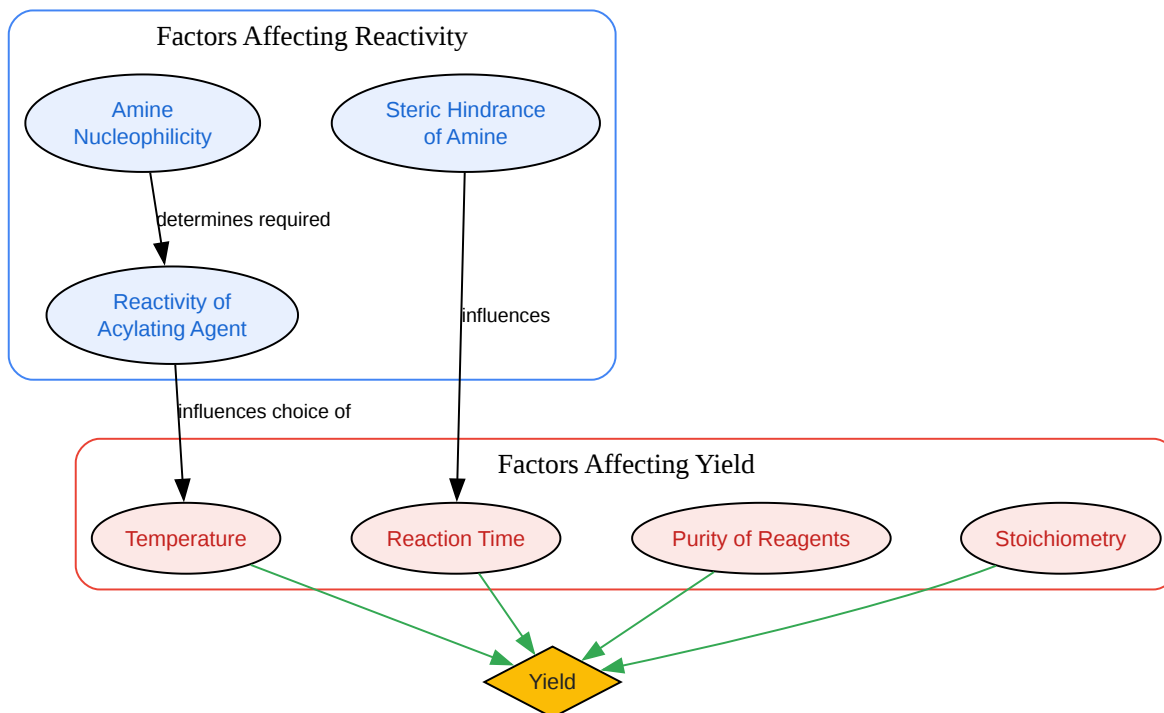 Factors Affecting Reactivity
Amine
Nucleophilicity
Steric Hindrance
of Amine
determines required
Reactivity of
Acylating Agent
influences
influences choice of
Factors Affecting Yield
Temperature
Reaction Time
Purity of Reagents
Stoichiometry
Yield